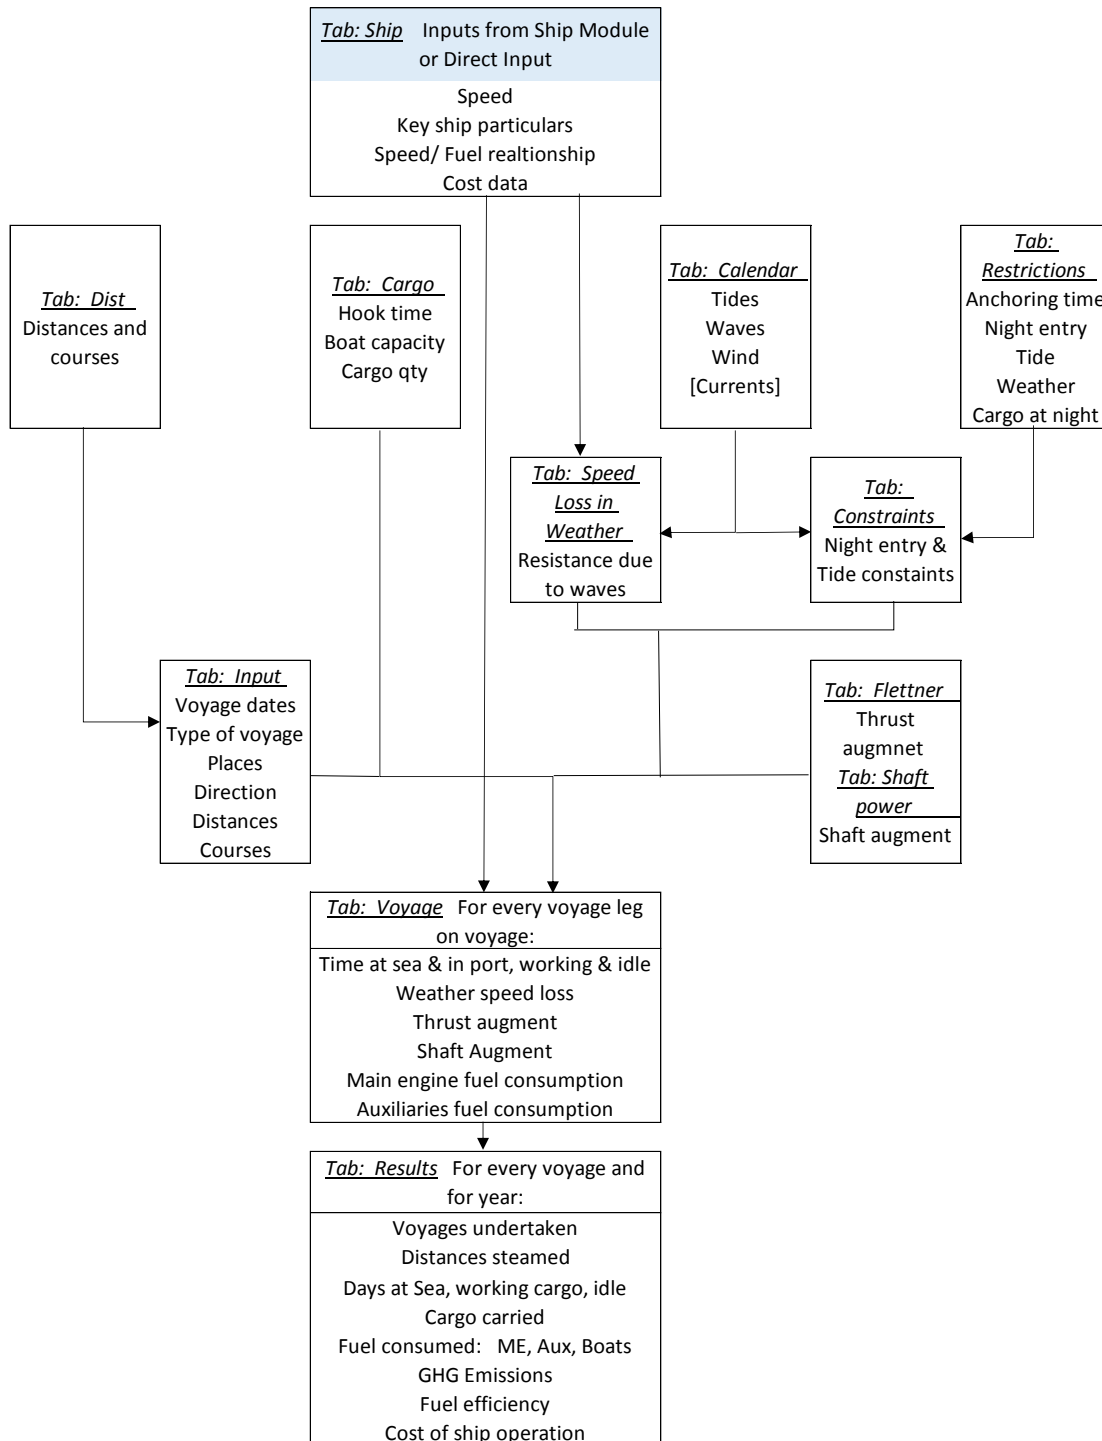 Tab: Ship Inputs from Ship Module
or Direct Input
Speed
Key ship particulars
Speed/ Fuel realtionship
Cost data
Tab: Dist
Distances and
courses
Tab: Cargo
Hook time
Boat capacity
Cargo qty
Tab: Calendar
Tides
Waves
Wind
[Currents]
Tab:
Restrictions
Anchoring time
Night entry
Tide
Weather
Cargo at night
Tab: Speed
Loss in
Weather
Resistance due
to waves
Tab:
Constraints
Night entry &
Tide constaints
Tab: Input
Voyage dates
Type of voyage
Places
Direction
Distances
Courses
Tab: Flettner
Thrust
augmnet
Tab: Shaft
power
Shaft augment
Tab: Voyage For every voyage leg
on voyage:
Time at sea & in port, working & idle
Weather speed loss
Thrust augment
Shaft Augment
Main engine fuel consumption
Auxiliaries fuel consumption
Tab: Results For every voyage and
for year:
Voyages undertaken
Distances steamed
Days at Sea, working cargo, idle
Cargo carried
Fuel consumed: ME, Aux, Boats
GHG Emissions
Fuel efficiency
Cost of ship operation